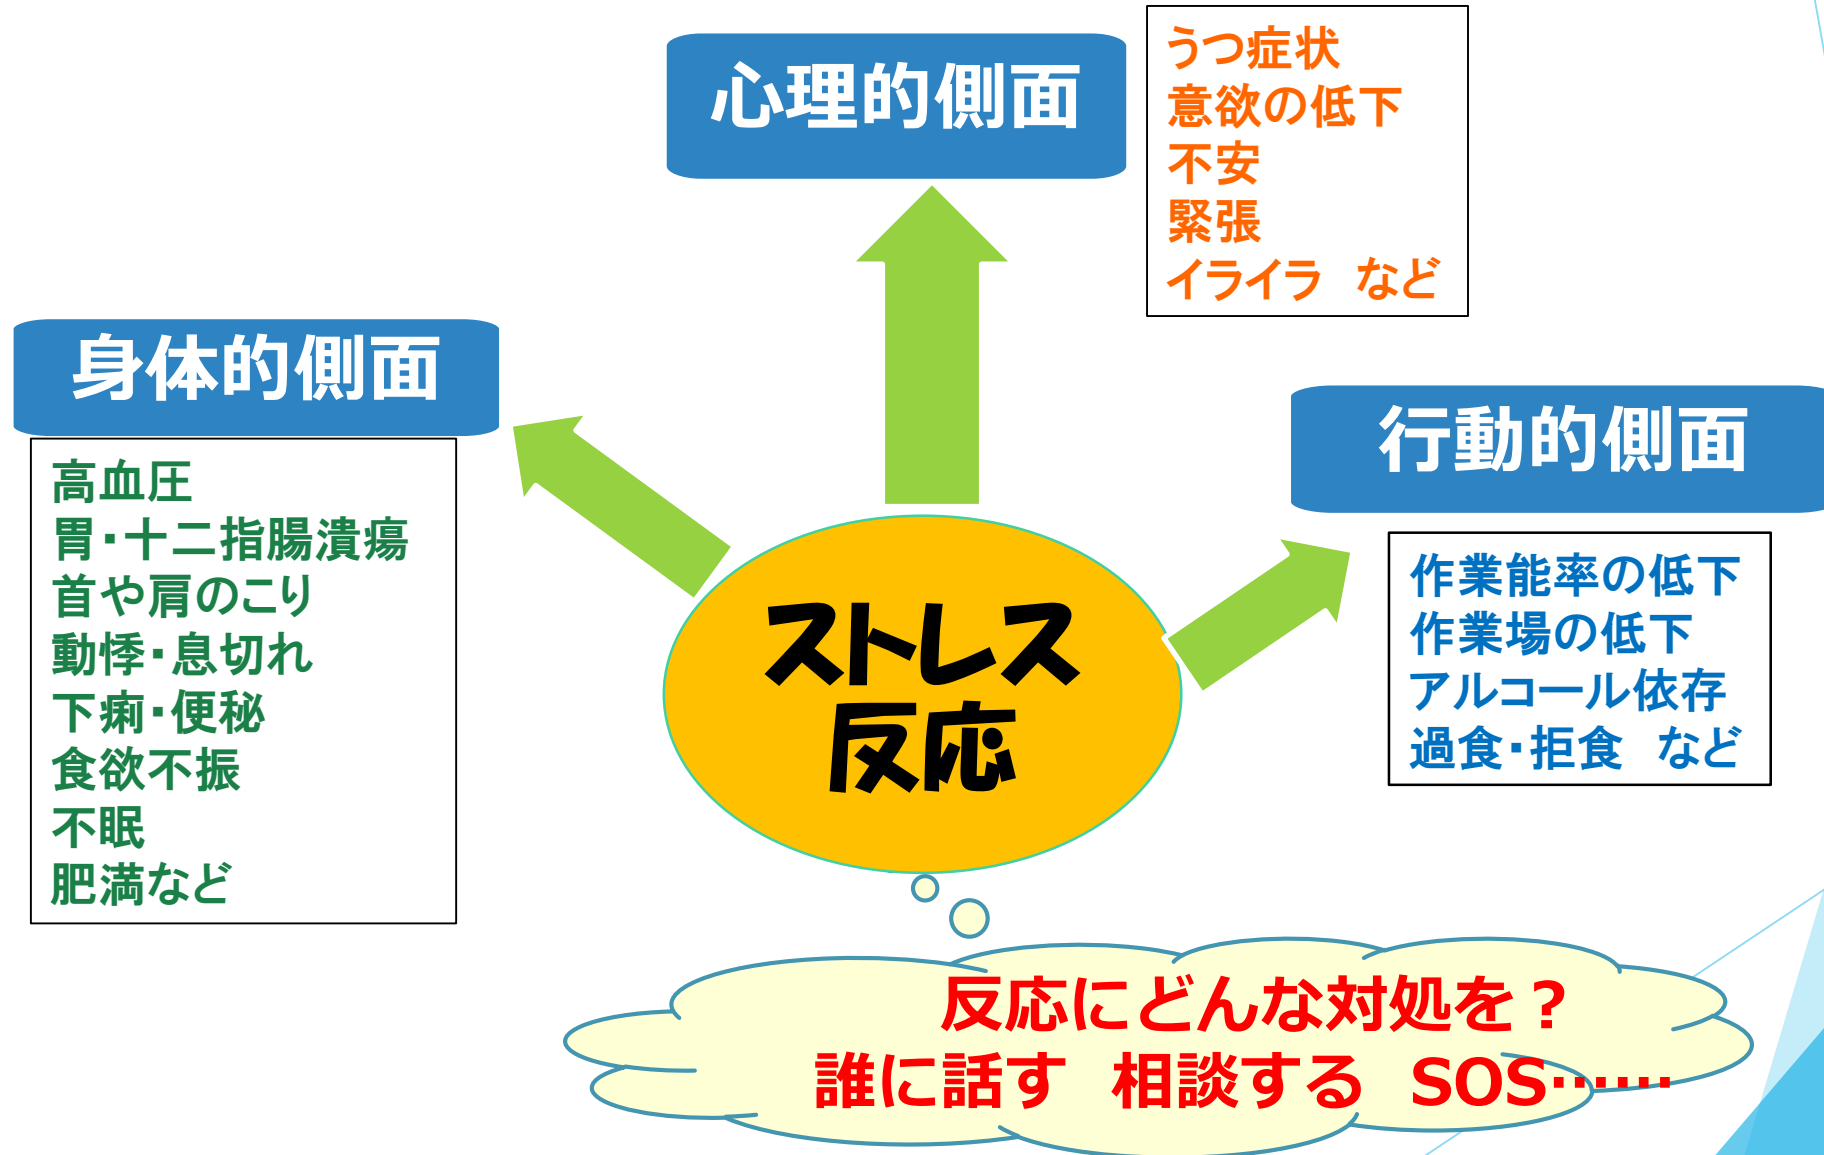 心理的側面
うつ症状
意欲の低下
不安
緊張
イライラ　など
身体的側面
高血圧
胃・十二指腸潰瘍
首や肩のこり
動悸・息切れ
下痢・便秘
食欲不振
不眠
肥満など
行動的側面
作業能率の低下
作業場の低下
アルコール依存
過食・拒食　など
ストレス
反応
反応にどんな対処を？
誰に話す　相談する　SOS……